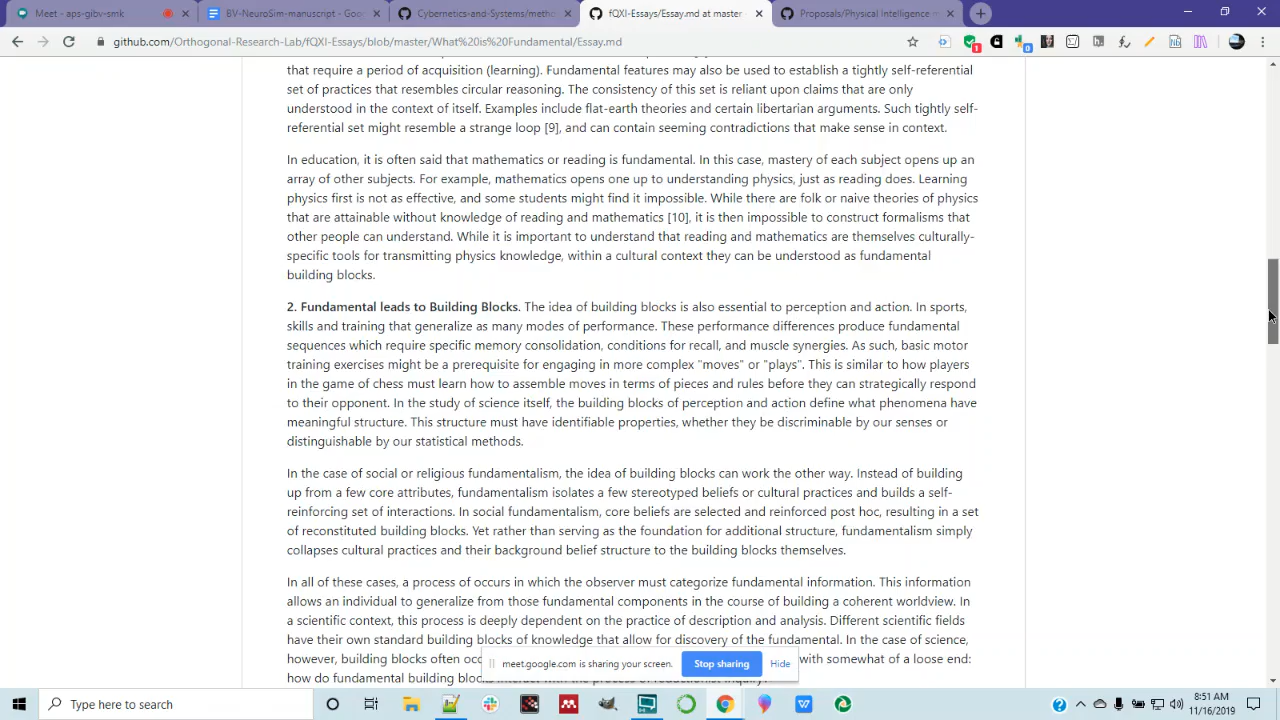 Meet - aps-gibv-smk
BV-NeuroSim-manuscript - Goo
Cybernetics-and-Systems/metho
fQXI-Essays/Essay.md at master
Proposals/Physical Intelligence m
github.com/Orthogonal-Research-Lab/fQXI-Essays/blob/master/What%20is%20Fundamental/Essay.md
that require a period of acquisition (learning). Fundamental features may also be used to establish a tightly self-referential
set of practices that resembles circular reasoning. The consistency of this set is reliant upon claims that are only
understood in the context of itself. Examples include flat-earth theories and certain libertarian arguments. Such tightly self-
referential set might resemble a strange loop [9], and can contain seeming contradictions that make sense in context.
In education, it is often said that mathematics or reading is fundamental. In this case, mastery of each subject opens up an
array of other subjects. For example, mathematics opens one up to understanding physics, just as reading does. Learning
physics first is not as effective, and some students might find it impossible. While there are folk or naive theories of physics
that are attainable without knowledge of reading and mathematics [10], it is then impossible to construct formalisms that
other people can understand. While it is important to understand that reading and mathematics are themselves culturally-
specific tools for transmitting physics knowledge, within a cultural context they can be understood as fundamental
building blocks.
2. Fundamental leads to Building Blocks. The idea of building blocks is also essential to perception and action. In sports,
skills and training that generalize as many modes of performance. These performance differences produce fundamental
sequences which require specific memory consolidation, conditions for recall, and muscle synergies. As such, basic motor
training exercises might be a prerequisite for engaging in more complex "moves" or "plays". This is similar to how players
in the game of chess must learn how to assemble moves in terms of pieces and rules before they can strategically respond
to their opponent. In the study of science itself, the building blocks of perception and action define what phenomena have
meaningful structure. This structure must have identifiable properties, whether they be discriminable by our senses or
distinguishable by our statistical methods.
In the case of social or religious fundamentalism, the idea of building blocks can work the other way. Instead of building
up from a few core attributes, fundamentalism isolates a few stereotyped beliefs or cultural practices and builds a self-
reinforcing set of interactions. In social fundamentalism, core beliefs are selected and reinforced post hoc, resulting in a set
of reconstituted building blocks. Yet rather than serving as the foundation for additional structure, fundamentalism simply
collapses cultural practices and their background belief structure to the building blocks themselves.
In all of these cases, a process of occurs in which the observer must categorize fundamental information. This information
allows an individual to generalize from those fundamental components in the course of building a coherent worldview. In
a scientific context, this process is deeply dependent on the practice of description and analysis. Different scientific fields
have their own standard building blocks of knowledge that allow for discovery of the fundamental. In the case of science,
however, building blocks often occ with somewhat of a loose end:
meet.google.com is sharing your screen. Stop sharing Hide
how do fundamental building blocks interact with the process of reductionist inquiry?
Type here to search
8:51 AM
11/16/2019